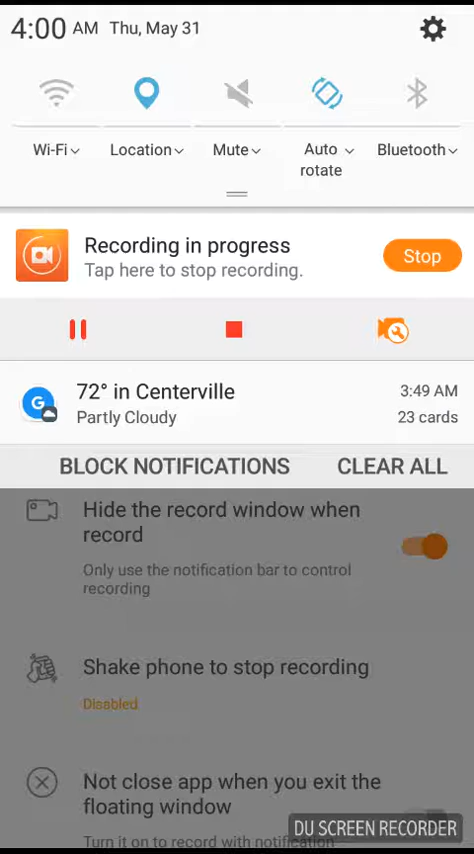 4:00 AM Thu, May 31
Wi-Fi Location Mute Auto rotate Bluetooth
Recording in progress
Tap here to stop recording.
Stop
72° in Centerville 3:49 AM
Partly Cloudy 23 cards
G
BLOCK NOTIFICATIONS CLEAR ALL
Hide the record window when
record
Only use the notification bar to control
recording
Shake phone to stop recording
Disabled
Not close app when you exit the
floating window
Turn it on to record with notification
DU SCREEN RECORDER